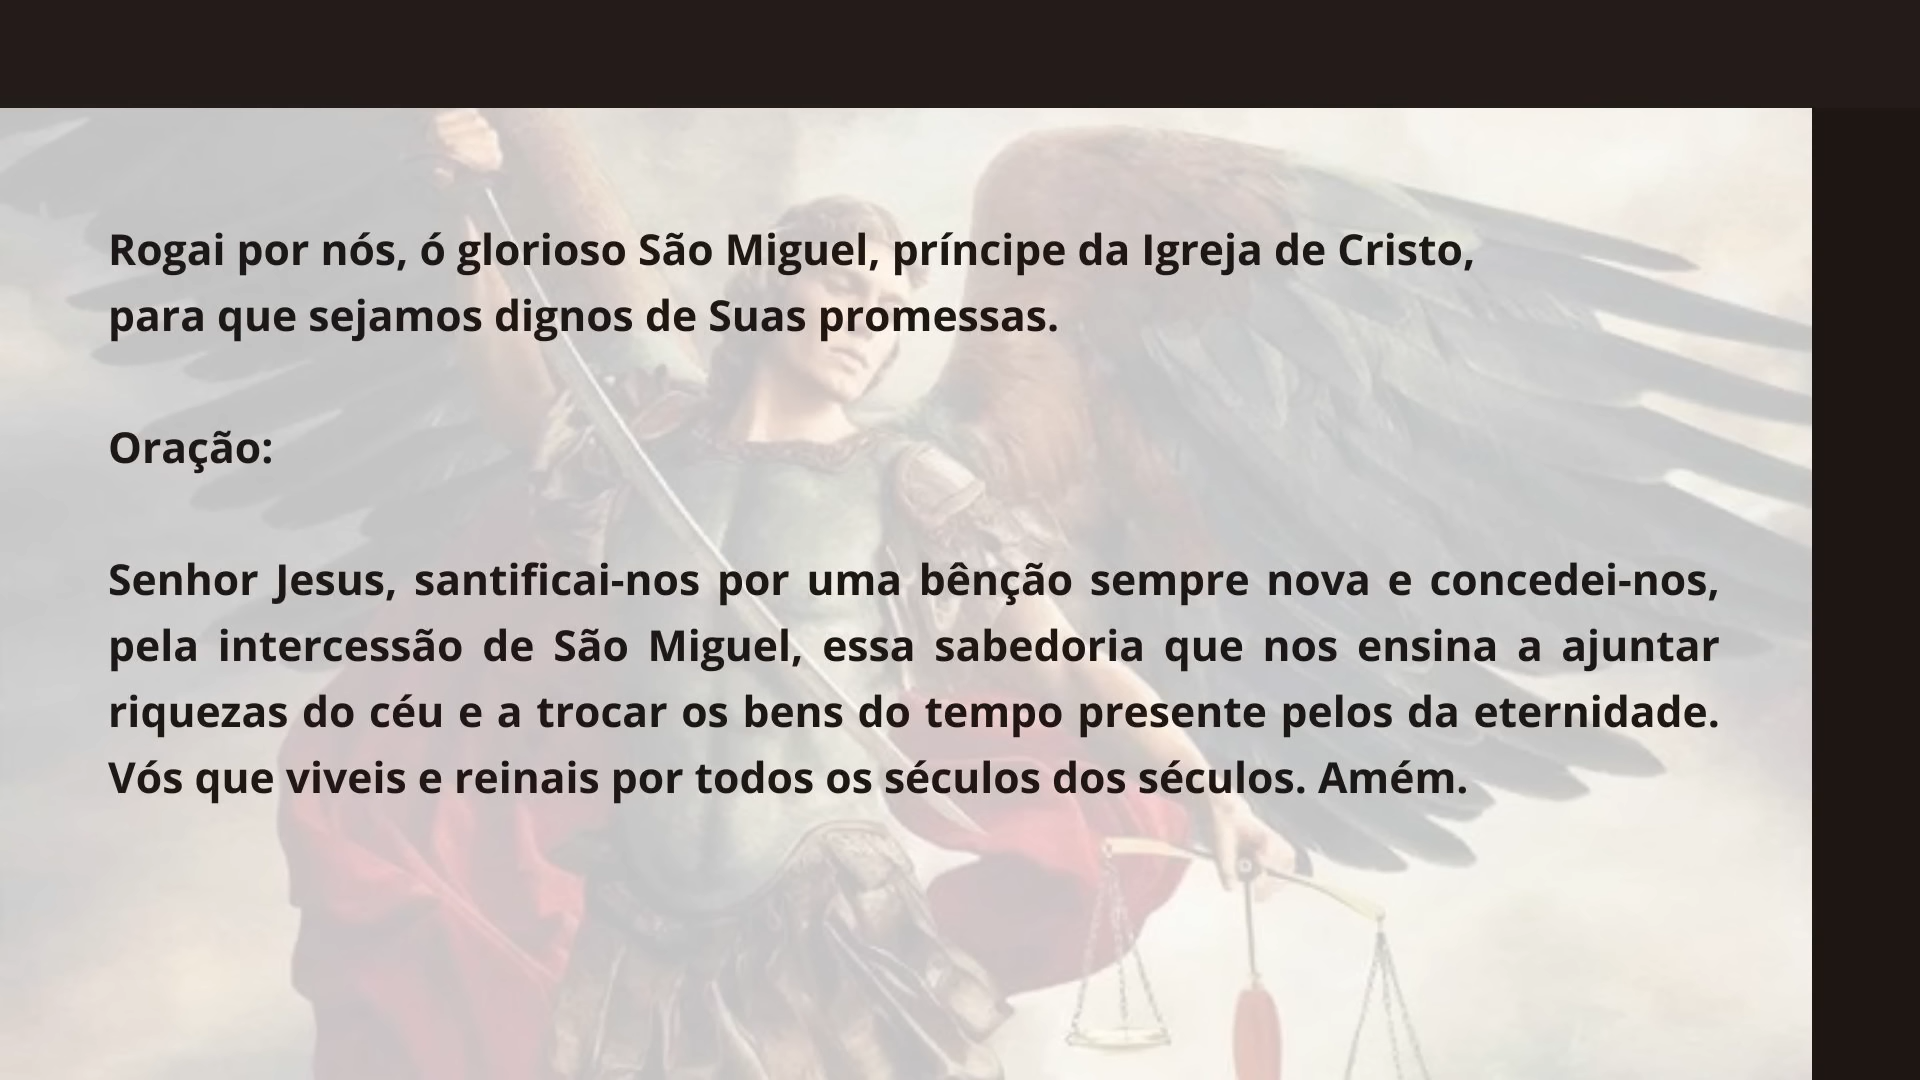 Rogai por nós, ó glorioso São Miguel, príncipe da Igreja de Cristo,
para que sejamos dignos de Suas promessas.
Oração:
Senhor Jesus, santificai-nos por uma bênção sempre nova e concedei-nos,
pela intercessão de São Miguel, essa sabedoria que nos ensina a ajuntar
riquezas do céu e a trocar os bens do tempo presente pelos da eternidade.
Vós que viveis e reinais por todos os séculos dos séculos. Amém.